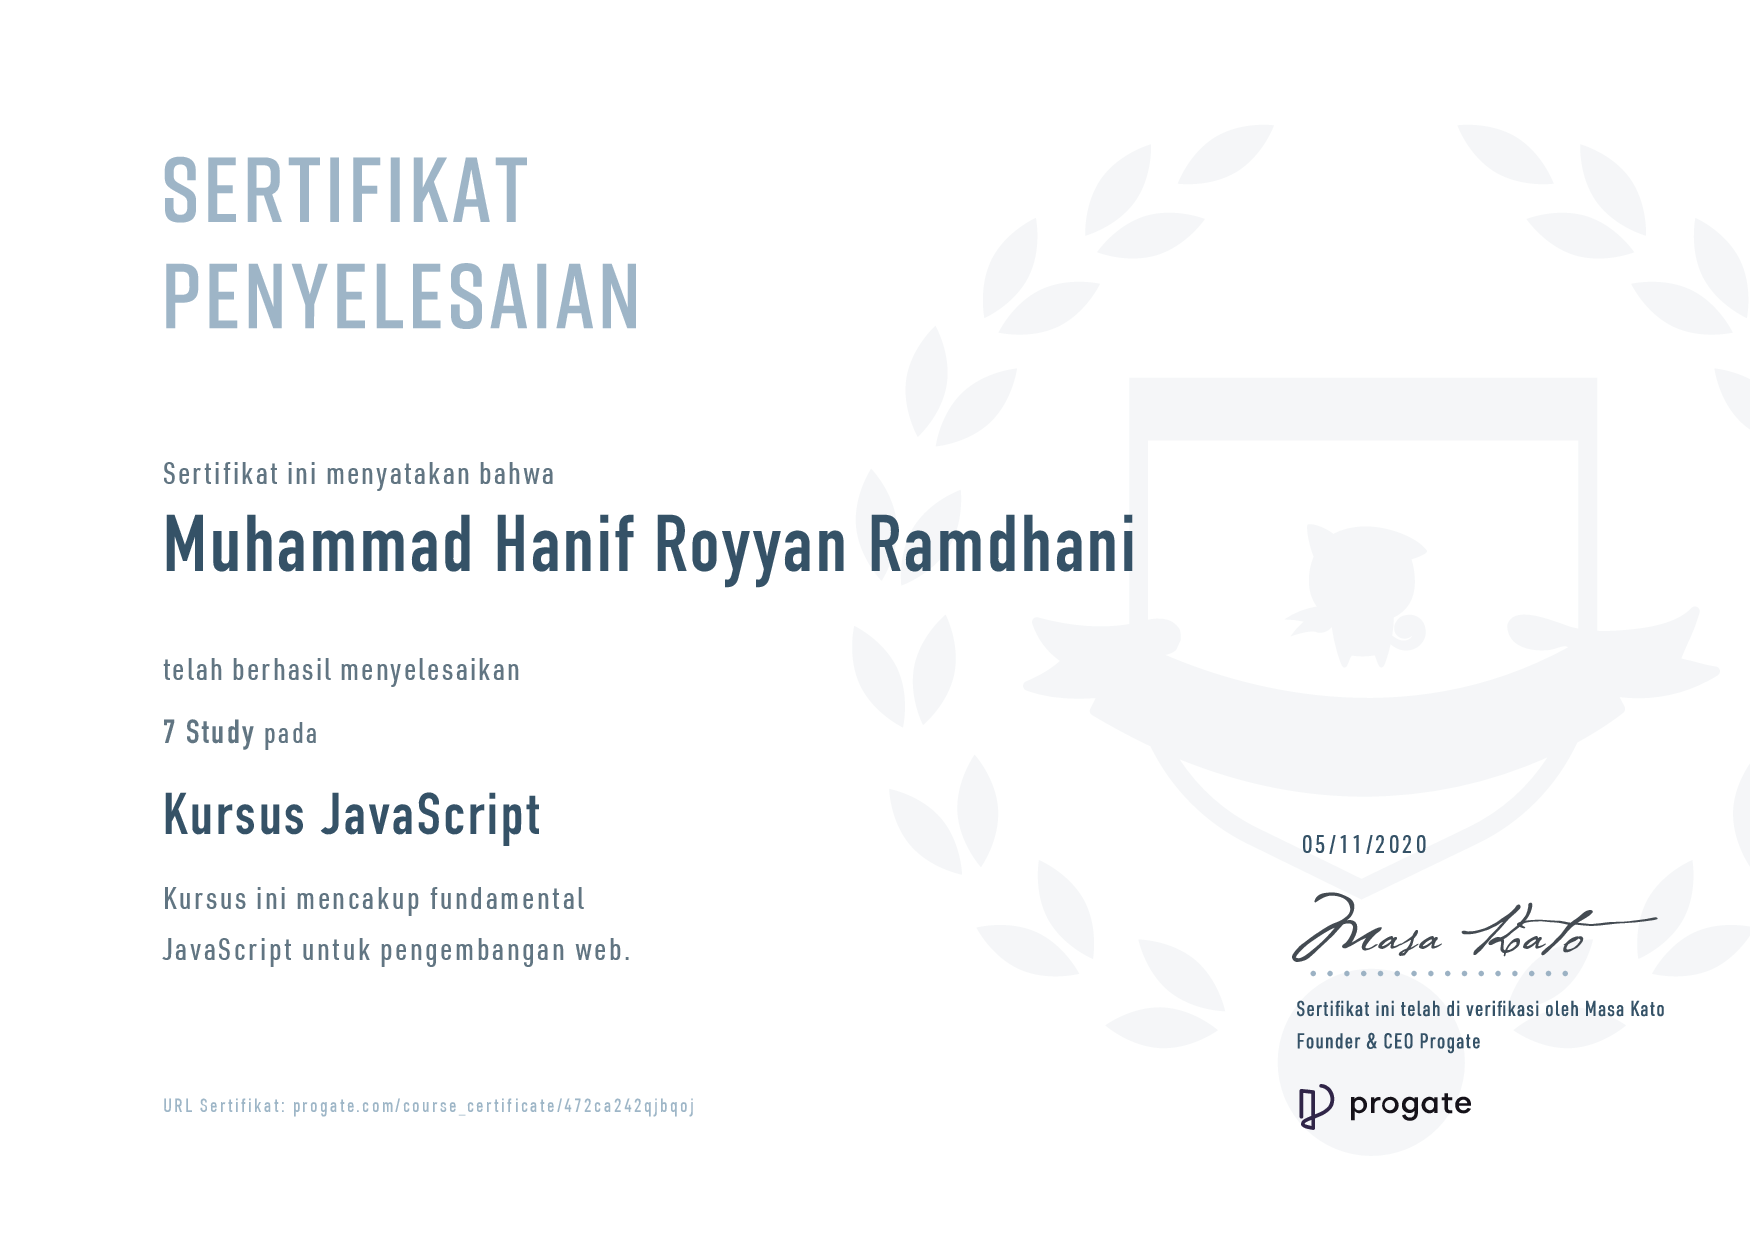 SERTIFIKAT
PENYELESAIAN
Sertifikat ini menyatakan bahwa
Muhammad Hanif Royyan Ramdhani
telah berhasil menyelesaikan
7 Study pada
Kursus JavaScript
Kursus ini mencakup fundamental
JavaScript untuk pengembangan web.
05/11/2020
Masa Kato
Sertifikat ini telah di verifikasi oleh Masa Kato
Founder & CEO Progate
progate
URL Sertifikat: progate.com/course_certificate/472ca242qjbqoj